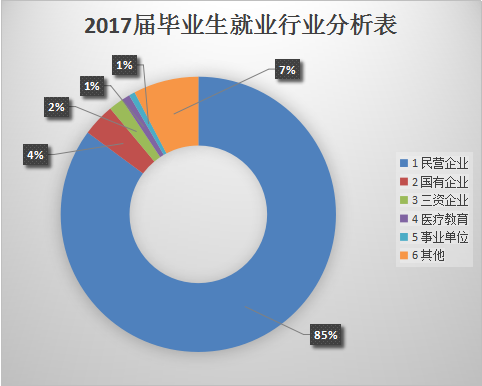 2017届毕业生就业行业分析表
1%
7%
1%
2%
4%
1 民营企业
2 国有企业
3 三资企业
4 医疗教育
5 事业单位
6 其他
85%